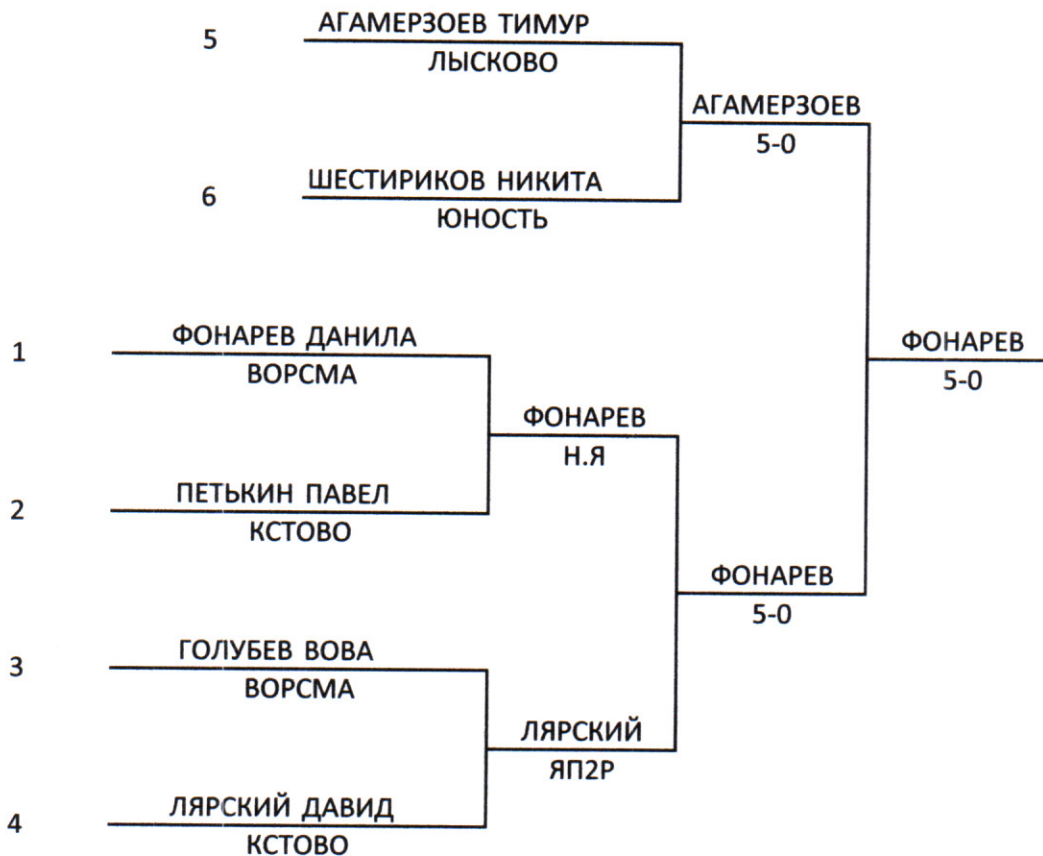 5
АГАМЕРЗОЕВ ТИМУР
ЛЫСКОВО
АГАМЕРЗОЕВ
5-0
6
ШЕСТИРИКОВ НИКИТА
ЮНОСТЬ
1
ФОНАРЕВ ДАНИЛА
ВОРСМА
ФОНАРЕВ
5-0
ФОНАРЕВ
Н.Я
2
ПЕТЬКИН ПАВЕЛ
КСТОВО
ФОНАРЕВ
5-0
3
ГОЛУБЕВ ВОВА
ВОРСМА
ЛЯРСКИЙ
ЯП2Р
4
ЛЯРСКИЙ ДАВИД
КСТОВО